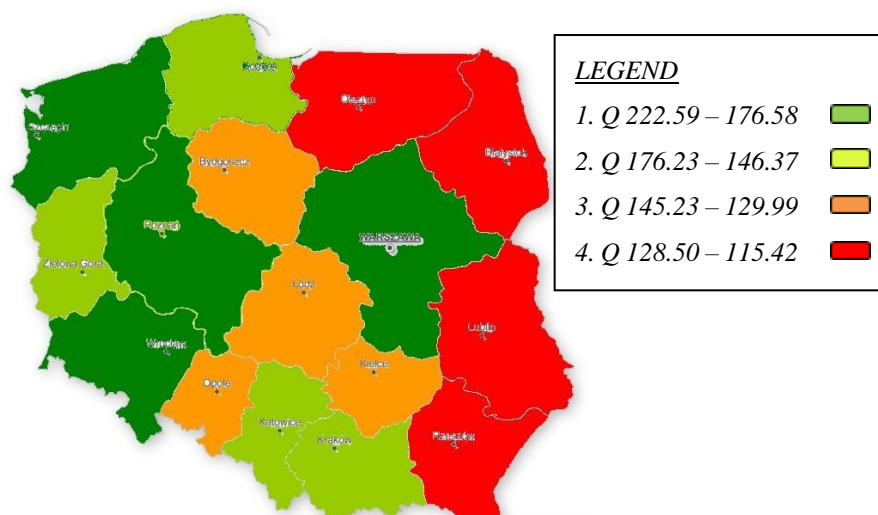 Szczecin
Olsztyn
Bydgoszcz
Białystok
Poznań
WARSZAWA
Zielona Góra
Łódź
Lublin
Wrocław
Kielce
Opole
Katowice
Kraków
Rzeszów
LEGEND
1. Q 222.59 – 176.58
2. Q 176.23 – 146.37
3. Q 145.23 – 129.99
4. Q 128.50 – 115.42